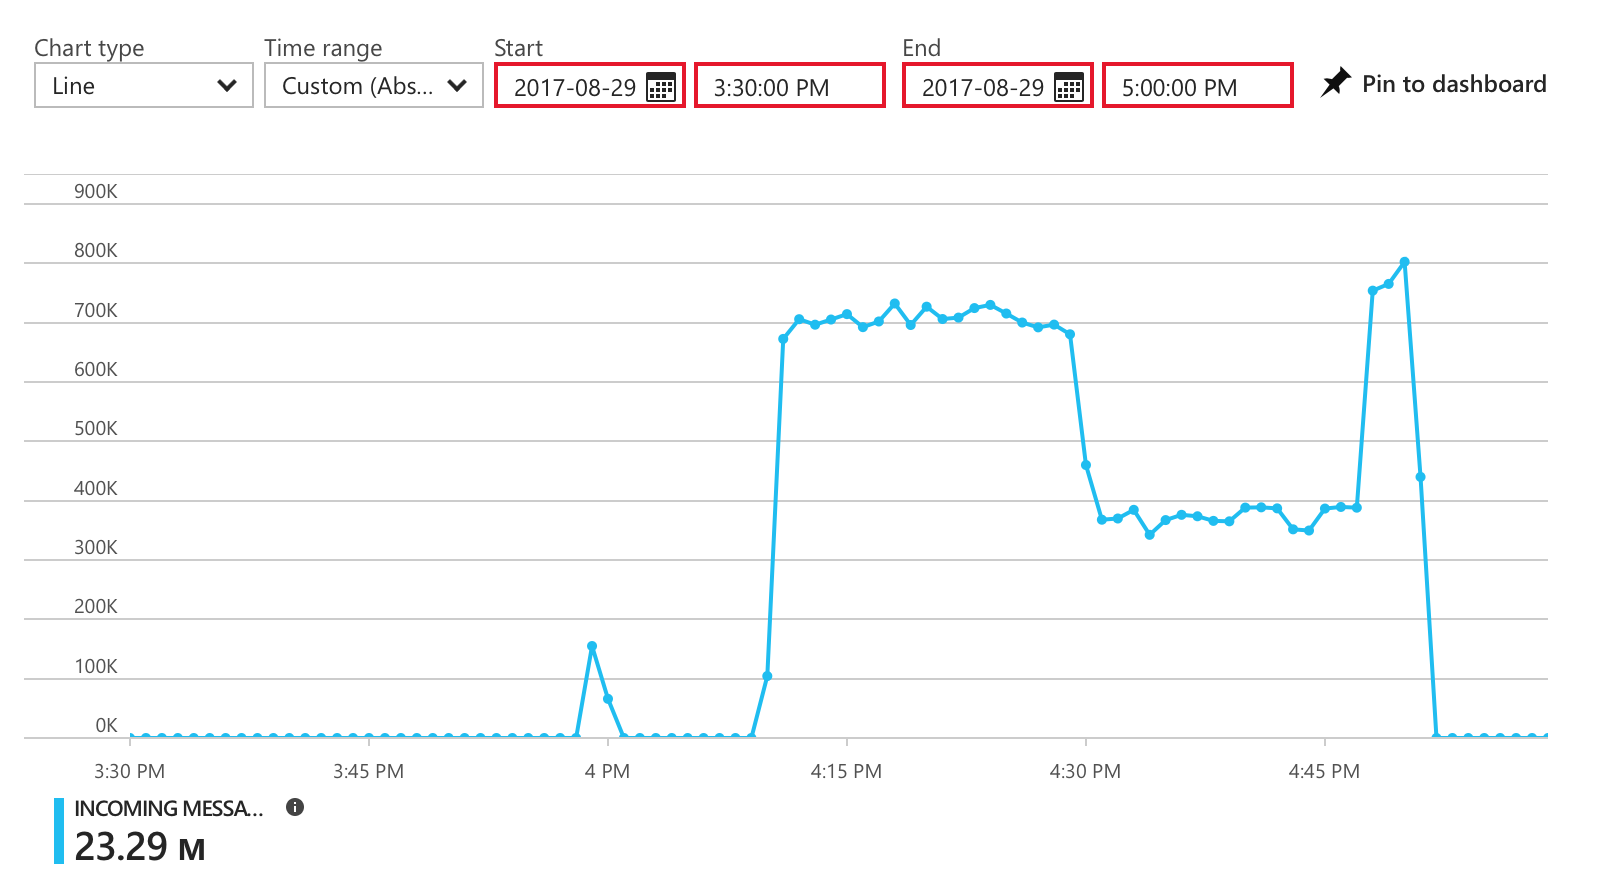 Chart type Time range Start End
Line Custom (Abs... 2017-08-29 3:30:00 PM 2017-08-29 5:00:00 PM Pin to dashboard
900K
800K
700K
600K
500K
400K
300K
200K
100K
0K
3:30 PM 3:45 PM 4 PM 4:15 PM 4:30 PM 4:45 PM
INCOMING MESSA...
23.29 M